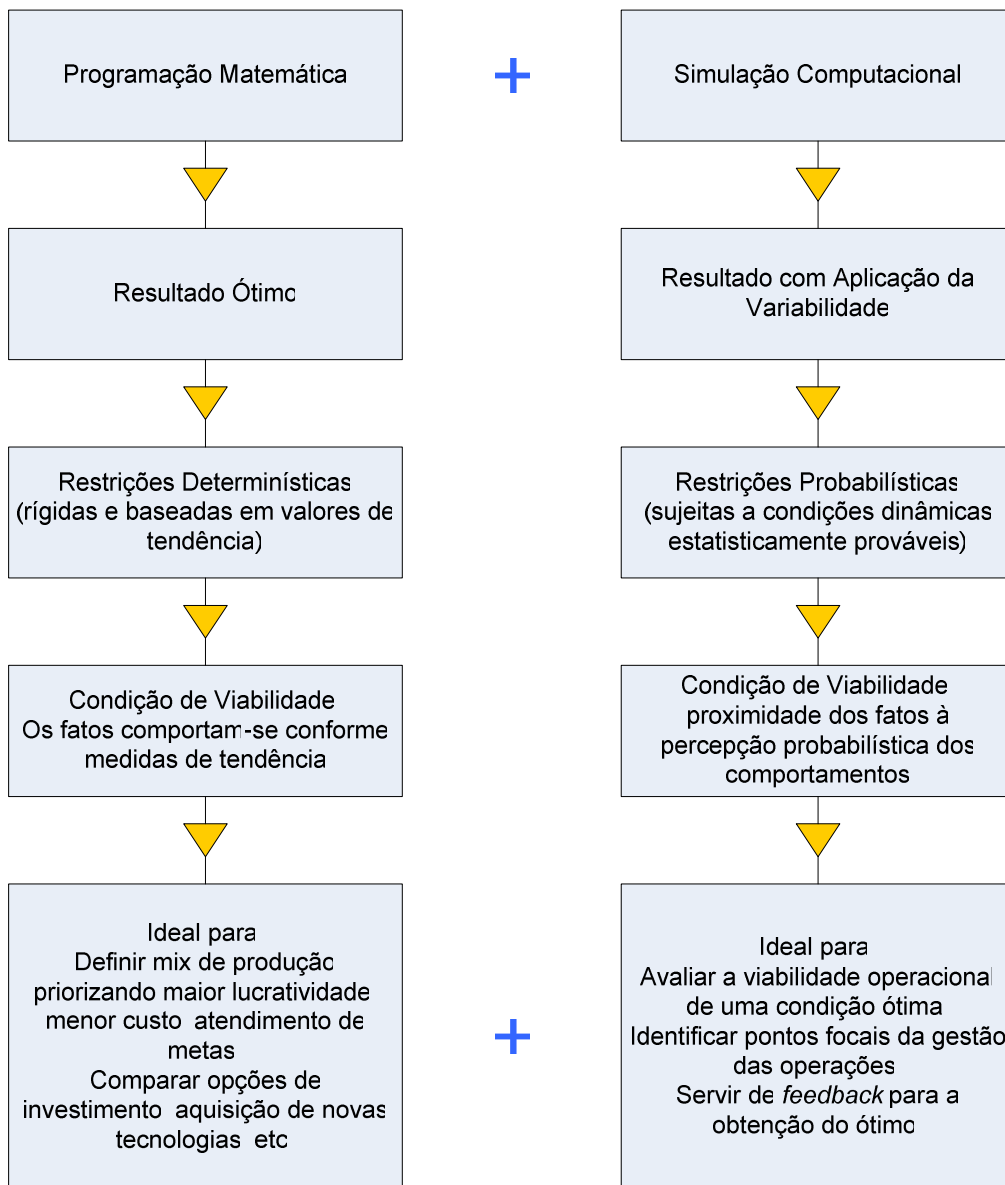 Programação Matemática
+
Simulação Computacional
Resultado Ótimo
Resultado com Aplicação da
Variabilidade
Restrições Determinísticas
(rígidas e baseadas em valores de
tendência)
Restrições Probabilísticas
(sujeitas a condições dinâmicas
estatisticamente prováveis)
Condição de Viabilidade
Os fatos comportam-se conforme
medidas de tendência
Condição de Viabilidade
proximidade dos fatos à
percepção probabilística dos
comportamentos
Ideal para
Definir mix de produção
priorizando maior lucratividade
menor custo atendimento de
metas
Comparar opções de
investimento aquisição de novas
tecnologias etc
+
Ideal para
Avaliar a viabilidade operacional
de uma condição ótima
Identificar pontos focais da gestão
das operações
Servir de feedback para a
obtenção do ótimo